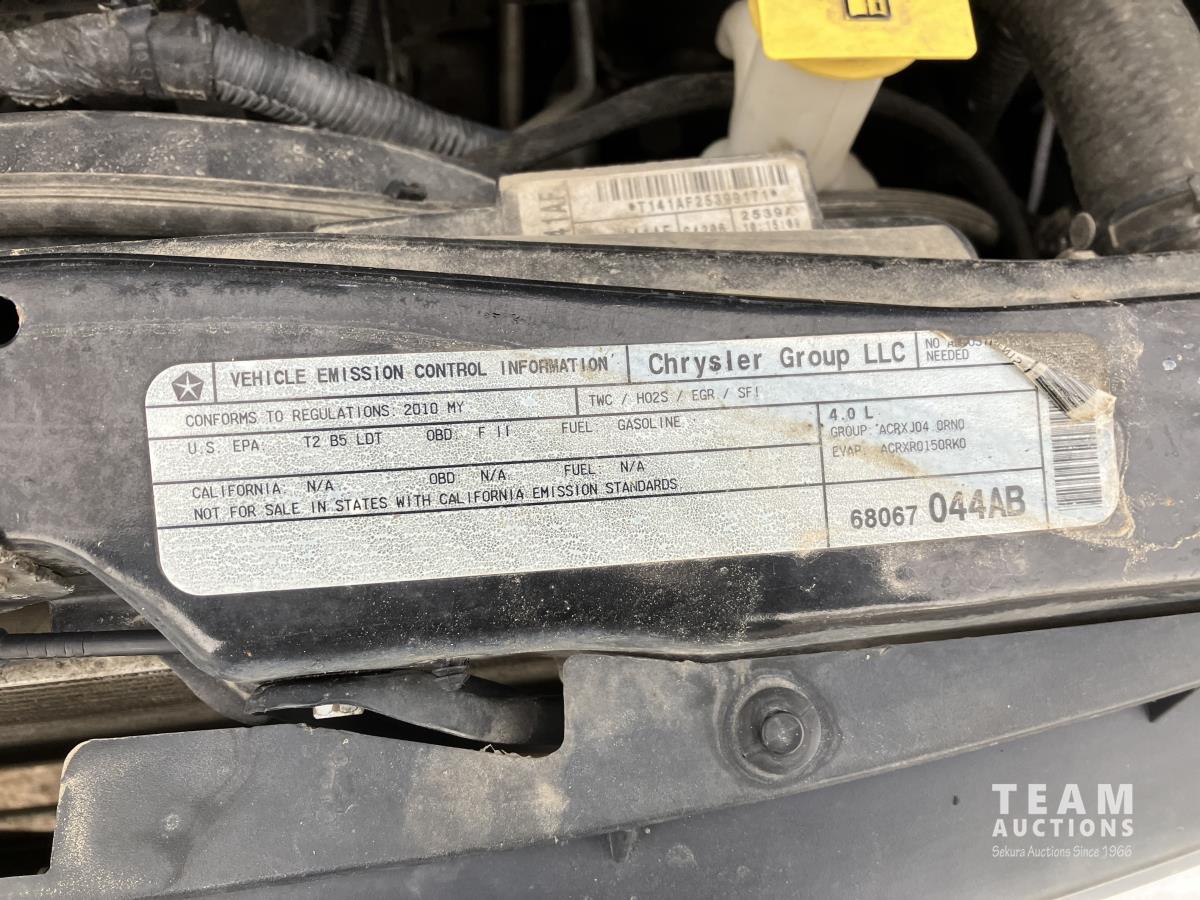 *T141AF25399171*
2539A
VEHICLE EMISSION CONTROL INFORMATION
Chrysler Group LLC
NO
NEEDED
CONFORMS TO REGULATIONS: 2010 MY
TWC / HO2S / EGR / SFI
U.S EPA: T2 B5 LDT OBD: F II FUEL: GASOLINE
4.0 L
GROUP: ACRXJ04.0RN0
EVAP: ACRXR0150RK0
CALIFORNIA: N/A OBD: N/A FUEL: N/A
NOT FOR SALE IN STATES WITH CALIFORNIA EMISSION STANDARDS
68067 044AB
TEAM
AUCTIONS
Sekura Auctions Since 1966